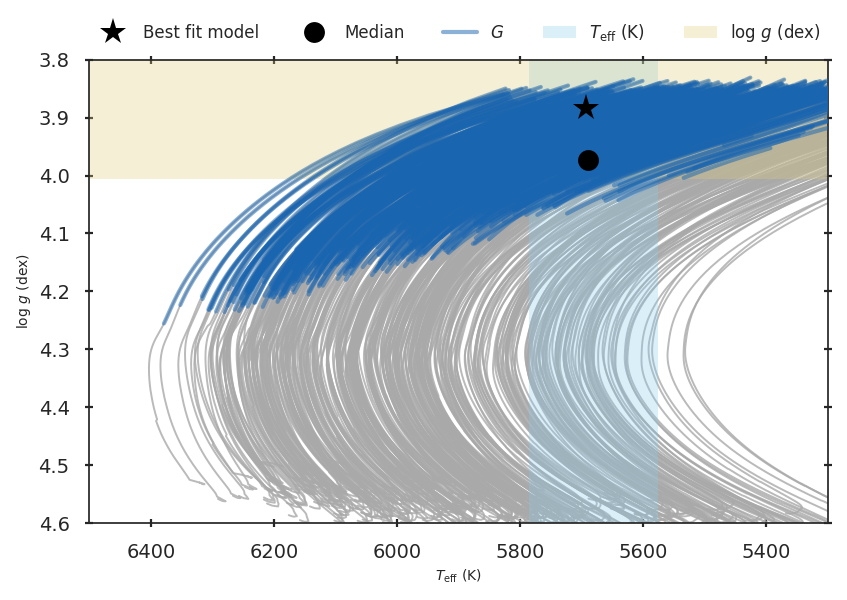 Best fit model Median G T_eff (K) log g (dex)
3.8
3.9
4.0
4.1
4.2
4.3
4.4
4.5
4.6
log g (dex)
6400 6200 6000 5800 5600 5400
T_eff (K)